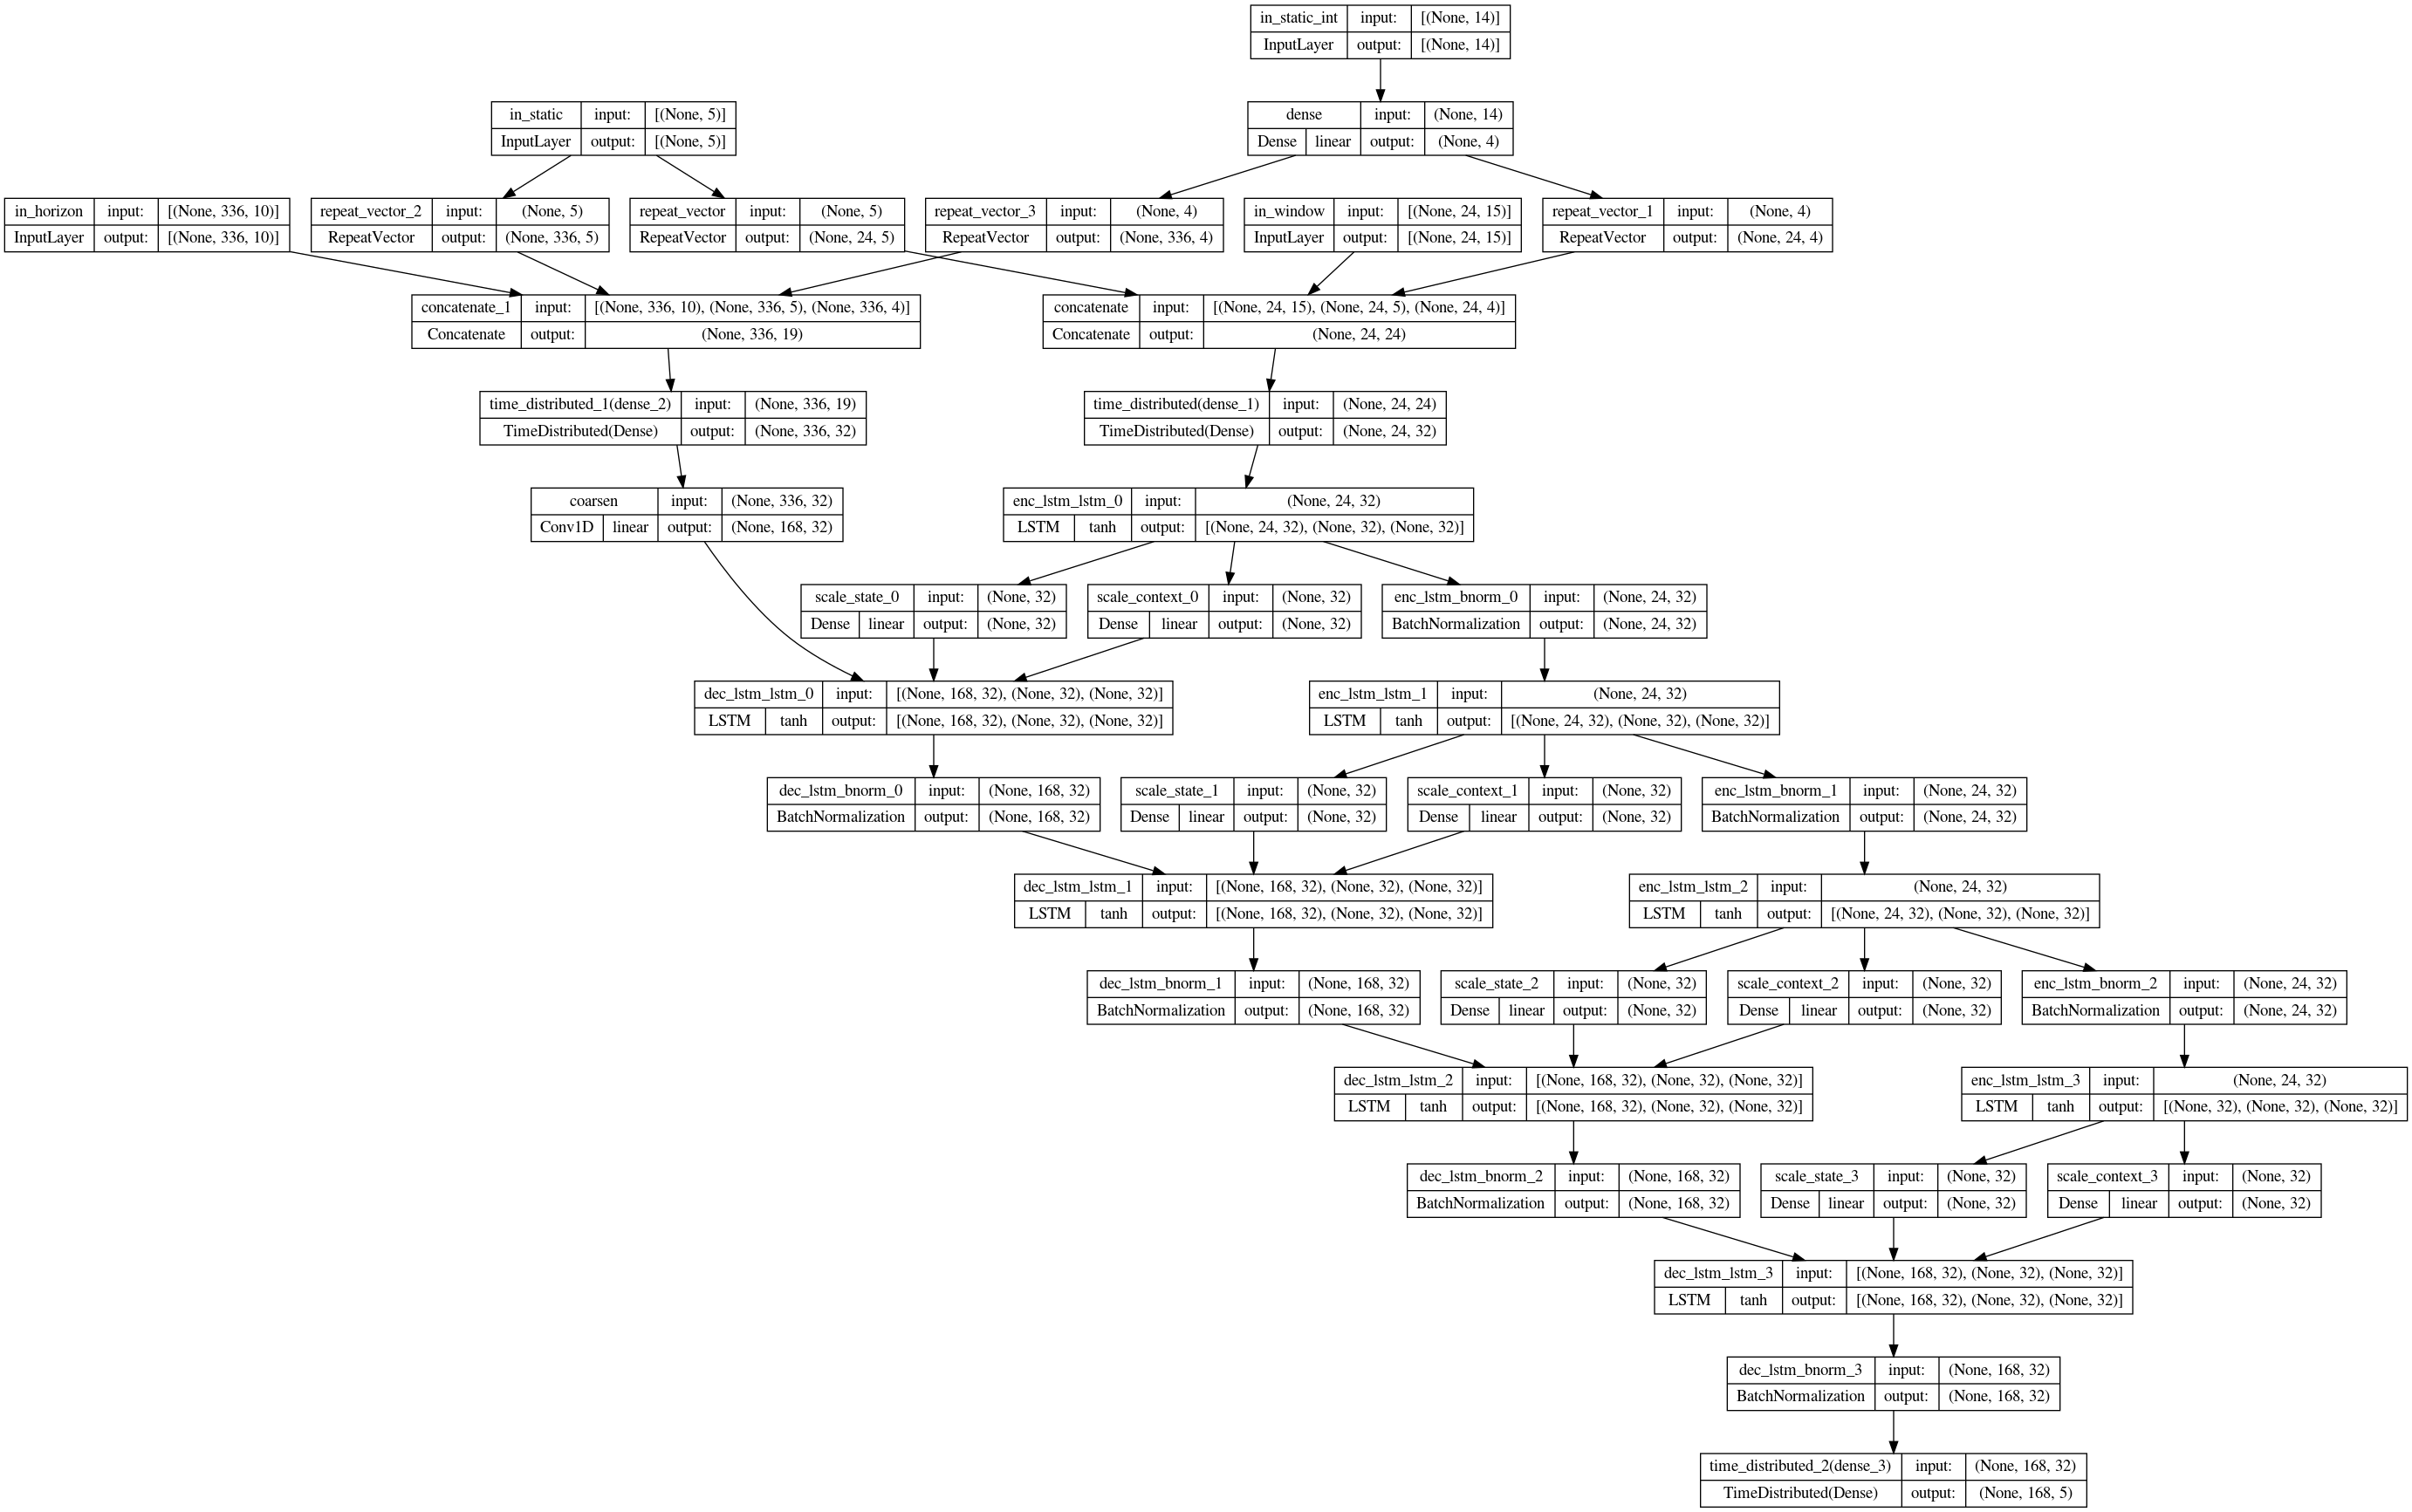 in_static_int input: [(None, 14)]
InputLayer output: [(None, 14)]
in_static input: [(None, 5)]
InputLayer output: [(None, 5)]
dense input: (None, 14)
Dense linear output: (None, 4)
in_horizon input: [(None, 336, 10)]
InputLayer output: [(None, 336, 10)]
repeat_vector_2 input: (None, 5)
RepeatVector output: (None, 336, 5)
repeat_vector input: (None, 5)
RepeatVector output: (None, 24, 5)
repeat_vector_3 input: (None, 4)
RepeatVector output: (None, 336, 4)
in_window input: [(None, 24, 15)]
InputLayer output: [(None, 24, 15)]
repeat_vector_1 input: (None, 4)
RepeatVector output: (None, 24, 4)
concatenate_1 input: [(None, 336, 10), (None, 336, 5), (None, 336, 4)]
Concatenate output: (None, 336, 19)
concatenate input: [(None, 24, 15), (None, 24, 5), (None, 24, 4)]
Concatenate output: (None, 24, 24)
time_distributed_1(dense_2) input: (None, 336, 19)
TimeDistributed(Dense) output: (None, 336, 32)
time_distributed(dense_1) input: (None, 24, 24)
TimeDistributed(Dense) output: (None, 24, 32)
coarsen input: (None, 336, 32)
Conv1D linear output: (None, 168, 32)
enc_lstm_lstm_0 input: (None, 24, 32)
LSTM tanh output: [(None, 24, 32), (None, 32), (None, 32)]
scale_state_0 input: (None, 32)
Dense linear output: (None, 32)
scale_context_0 input: (None, 32)
Dense linear output: (None, 32)
enc_lstm_bnorm_0 input: (None, 24, 32)
BatchNormalization output: (None, 24, 32)
dec_lstm_lstm_0 input: [(None, 168, 32), (None, 32), (None, 32)]
LSTM tanh output: [(None, 168, 32), (None, 32), (None, 32)]
enc_lstm_lstm_1 input: (None, 24, 32)
LSTM tanh output: [(None, 24, 32), (None, 32), (None, 32)]
dec_lstm_bnorm_0 input: (None, 168, 32)
BatchNormalization output: (None, 168, 32)
scale_state_1 input: (None, 32)
Dense linear output: (None, 32)
scale_context_1 input: (None, 32)
Dense linear output: (None, 32)
enc_lstm_bnorm_1 input: (None, 24, 32)
BatchNormalization output: (None, 24, 32)
dec_lstm_lstm_1 input: [(None, 168, 32), (None, 32), (None, 32)]
LSTM tanh output: [(None, 168, 32), (None, 32), (None, 32)]
enc_lstm_lstm_2 input: (None, 24, 32)
LSTM tanh output: [(None, 24, 32), (None, 32), (None, 32)]
dec_lstm_bnorm_1 input: (None, 168, 32)
BatchNormalization output: (None, 168, 32)
scale_state_2 input: (None, 32)
Dense linear output: (None, 32)
scale_context_2 input: (None, 32)
Dense linear output: (None, 32)
enc_lstm_bnorm_2 input: (None, 24, 32)
BatchNormalization output: (None, 24, 32)
dec_lstm_lstm_2 input: [(None, 168, 32), (None, 32), (None, 32)]
LSTM tanh output: [(None, 168, 32), (None, 32), (None, 32)]
enc_lstm_lstm_3 input: (None, 24, 32)
LSTM tanh output: [(None, 32), (None, 32), (None, 32)]
dec_lstm_bnorm_2 input: (None, 168, 32)
BatchNormalization output: (None, 168, 32)
scale_state_3 input: (None, 32)
Dense linear output: (None, 32)
scale_context_3 input: (None, 32)
Dense linear output: (None, 32)
dec_lstm_lstm_3 input: [(None, 168, 32), (None, 32), (None, 32)]
LSTM tanh output: [(None, 168, 32), (None, 32), (None, 32)]
dec_lstm_bnorm_3 input: (None, 168, 32)
BatchNormalization output: (None, 168, 32)
time_distributed_2(dense_3) input: (None, 168, 32)
TimeDistributed(Dense) output: (None, 168, 5)